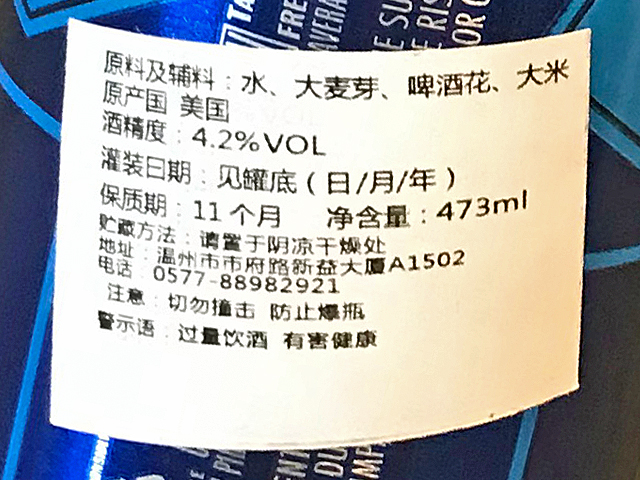 原料及辅料：水、大麦芽、啤酒花、大米
原产国 美国
酒精度：4.2%VOL
灌装日期：见罐底（日/月/年）
保质期：11个月 净含量：473ml
贮藏方法：请置于阴凉干燥处
地址：温州市市府路新益大厦A1502
电话：0577-88982921
注意：切勿撞击 防止爆瓶
警示语：过量饮酒 有害健康